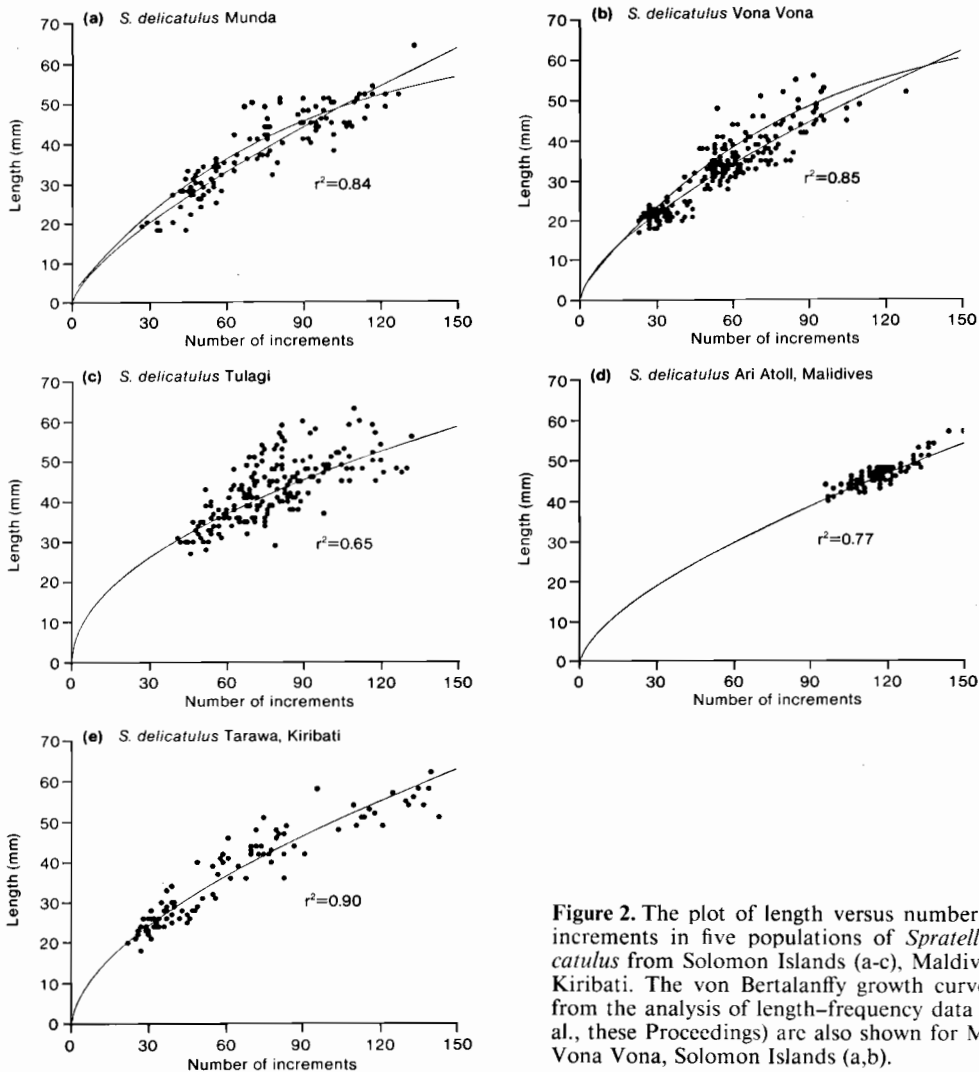 (a) S. delicatulus Munda
70
60
50
40
30
20
10
0
Length (mm)
r²=0.84
0 30 60 90 120 150
Number of increments
(b) S. delicatulus Vona Vona
70
60
50
40
30
20
10
0
Length (mm)
r²=0.85
0 30 60 90 120 150
Number of increments
(c) S. delicatulus Tulagi
70
60
50
40
30
20
10
0
Length (mm)
r²=0.65
0 30 60 90 120 150
Number of increments
(d) S. delicatulus Ari Atoll, Malidives
70
60
50
40
30
20
10
0
Length (mm)
r²=0.77
0 30 60 90 120 150
Number of increments
(e) S. delicatulus Tarawa, Kiribati
70
60
50
40
30
20
10
0
Length (mm)
r²=0.90
0 30 60 90 120 150
Number of increments
Figure 2. The plot of length versus number
increments in five populations of Spratell
catulus from Solomon Islands (a-c), Maldiv
Kiribati. The von Bertalanffy growth curv
from the analysis of length–frequency data
al., these Proceedings) are also shown for M
Vona Vona, Solomon Islands (a,b).